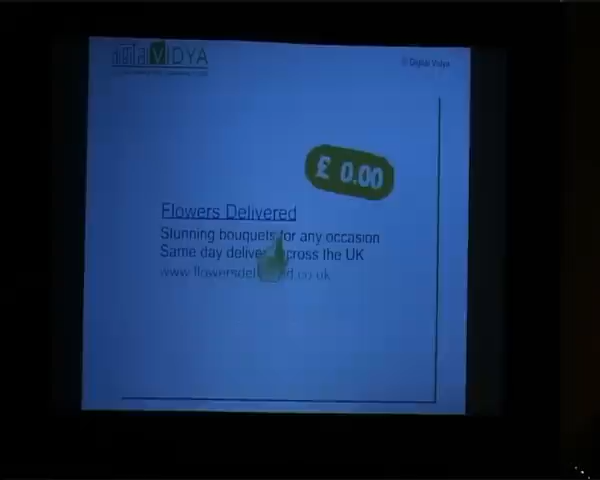 digital VIDYA
© Digital Vidya
£ 0.00
Flowers Delivered
Stunning bouquets for any occasion
Same day delivery across the UK
www.flowersdelivered.co.uk